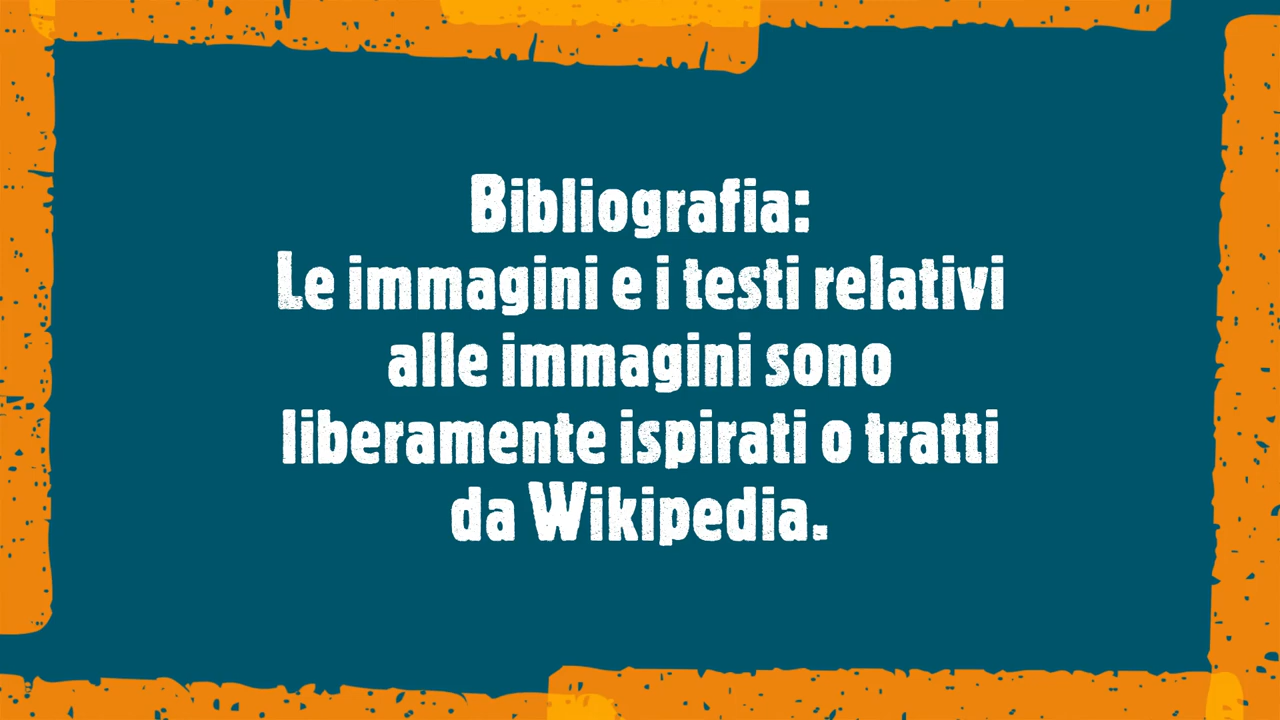 Bibliografia:
Le immagini e i testi relativi
alle immagini sono
liberamente ispirati o tratti
da Wikipedia.